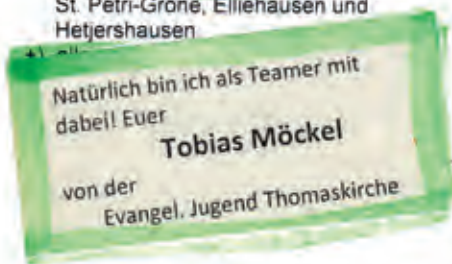 St. Petri-Grone, Elliehausen und
Hetjershausen
Natürlich bin ich als Teamer mit
dabei! Euer
Tobias Möckel
von der
Evangel. Jugend Thomaskirche